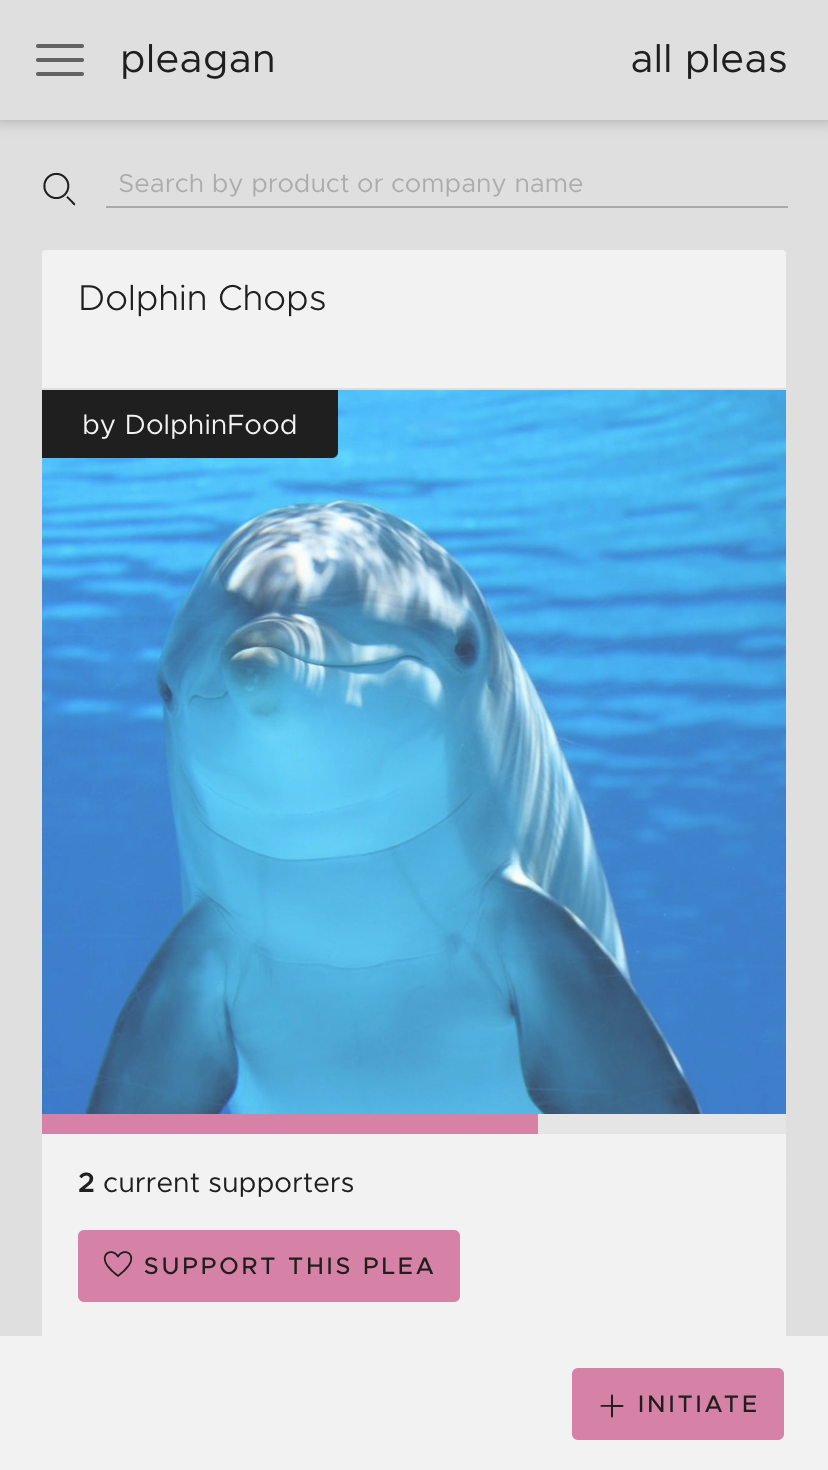 pleagan
all pleas
Search by product or company name
Dolphin Chops
by DolphinFood
2 current supporters
SUPPORT THIS PLEA
INITIATE